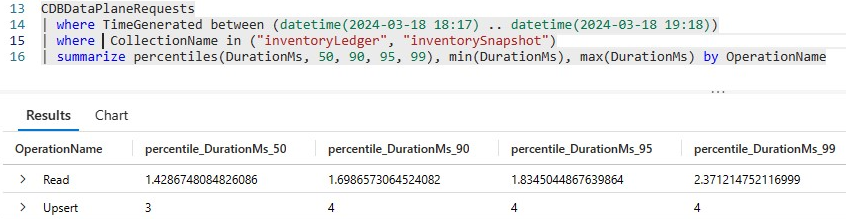 13 CDBDataPlaneRequests
14 | where TimeGenerated between (datetime(2024-03-18 18:17) .. datetime(2024-03-18 19:18))
15 | where CollectionName in ("inventoryLedger", "inventorySnapshot")
16 | summarize percentiles(DurationMs, 50, 90, 95, 99), min(DurationMs), max(DurationMs) by OperationName
...
Results Chart
OperationName percentile_DurationMs_50 percentile_DurationMs_90 percentile_DurationMs_95 percentile_DurationMs_99
> Read 1.4286748084826086 1.6986573064524082 1.8345044867639864 2.371214752116999
> Upsert 3 4 4 4